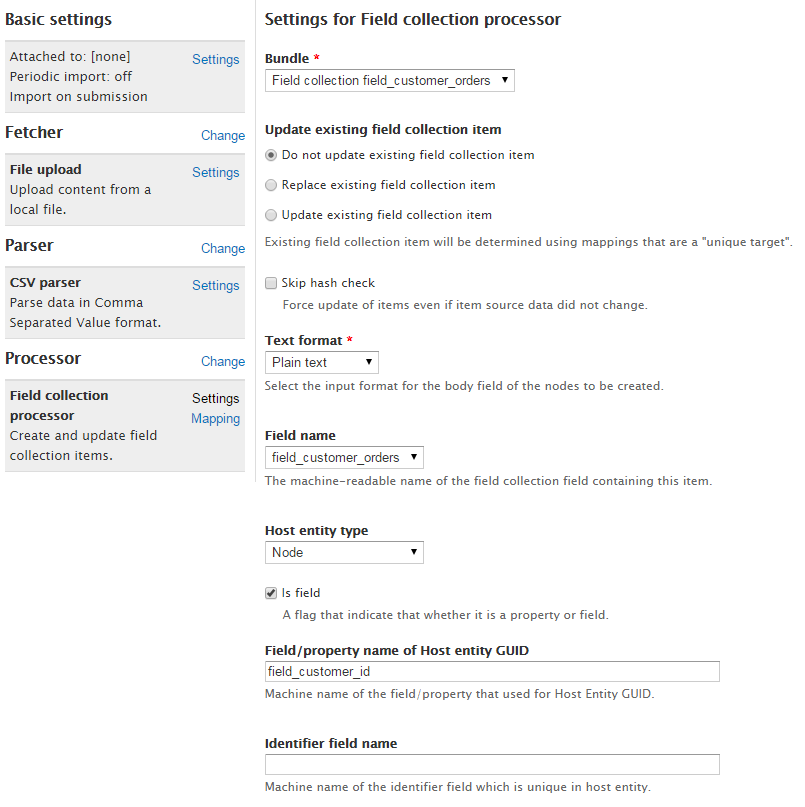 Basic settings
Attached to: [none]
Settings
Periodic import: off
Import on submission
Fetcher
Change
File upload
Settings
Upload content from a
local file.
Parser
Change
CSV parser
Settings
Parse data in Comma
Separated Value format.
Processor
Change
Field collection
processor
Settings
Mapping
Create and update field
collection items.
Settings for Field collection processor
Bundle *
Field collection field_customer_orders
Update existing field collection item
Do not update existing field collection item
Replace existing field collection item
Update existing field collection item
Existing field collection item will be determined using mappings that are a "unique target".
Skip hash check
Force update of items even if item source data did not change.
Text format *
Plain text
Select the input format for the body field of the nodes to be created.
Field name
field_customer_orders
The machine-readable name of the field collection field containing this item.
Host entity type
Node
Is field
A flag that indicate that whether it is a property or field.
Field/property name of Host entity GUID
field_customer_id
Machine name of the field/property that used for Host Entity GUID.
Identifier field name
Machine name of the identifier field which is unique in host entity.